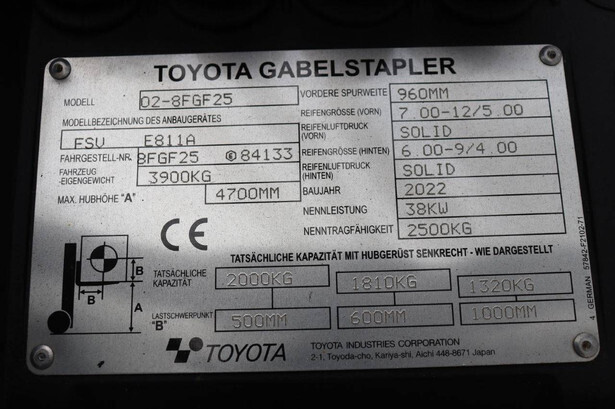 TOYOTA GABELSTAPLER
MODELL 02-8FGF25
MODELLBEZEICHNUNG DES ANBAUGERÄTES
FSV E811A
FAHRGESTELL-NR. 8FGF25 84133
FAHRZEUG -EIGENGEWICHT 3900KG
MAX. HUBHÖHE "A" 4700MM
VORDERE SPURWEITE 960MM
REIFENGRÖSSE (VORN) 7.00-12/5.00
REIFENLUFTDRUCK (VORN) SOLID
REIFENGRÖSSE (HINTEN) 6.00-9/4.00
REIFENLUFTDRUCK (HINTEN) SOLID
BAUJAHR 2022
NENNLEISTUNG 38KW
NENNTRAGFÄHIGKEIT 2500KG
CE
TATSÄCHLICHE KAPAZITÄT MIT HUBGERÜST SENKRECHT - WIE DARGESTELLT
TATSÄCHLICHE KAPAZITÄT 2000KG 1810KG 1320KG
LASTSCHWERPUNKT "B" 500MM 600MM 1000MM
B
B
A
TOYOTA
TOYOTA INDUSTRIES CORPORATION
2-1, Toyoda-cho, Kariya-shi, Aichi 448-8671 Japan
4 GERMAN 57842-F2102-71